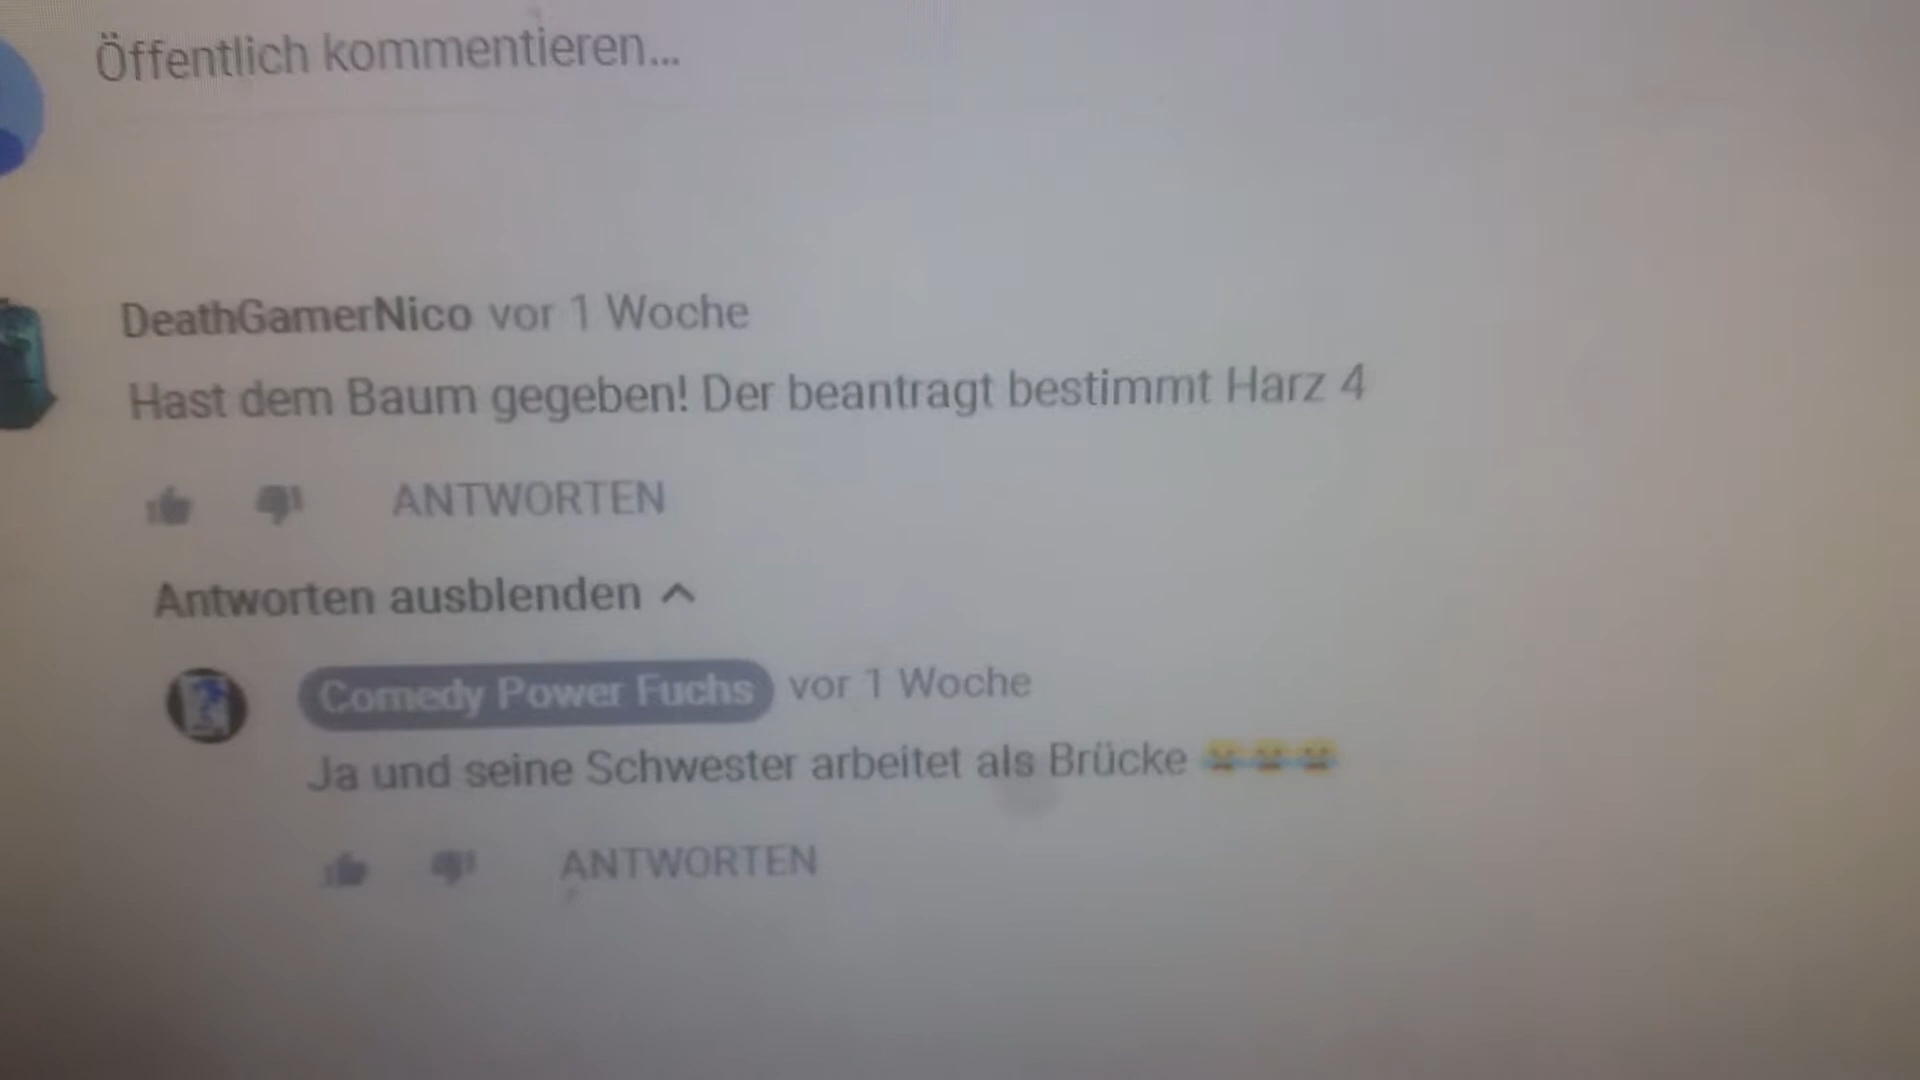 Öffentlich kommentieren...
DeathGamerNico vor 1 Woche
Hast dem Baum gegeben! Der beantragt bestimmt Harz 4
ANTWORTEN
Antworten ausblenden
Comedy Power Fuchs vor 1 Woche
Ja und seine Schwester arbeitet als Brücke 😂😂😂
ANTWORTEN